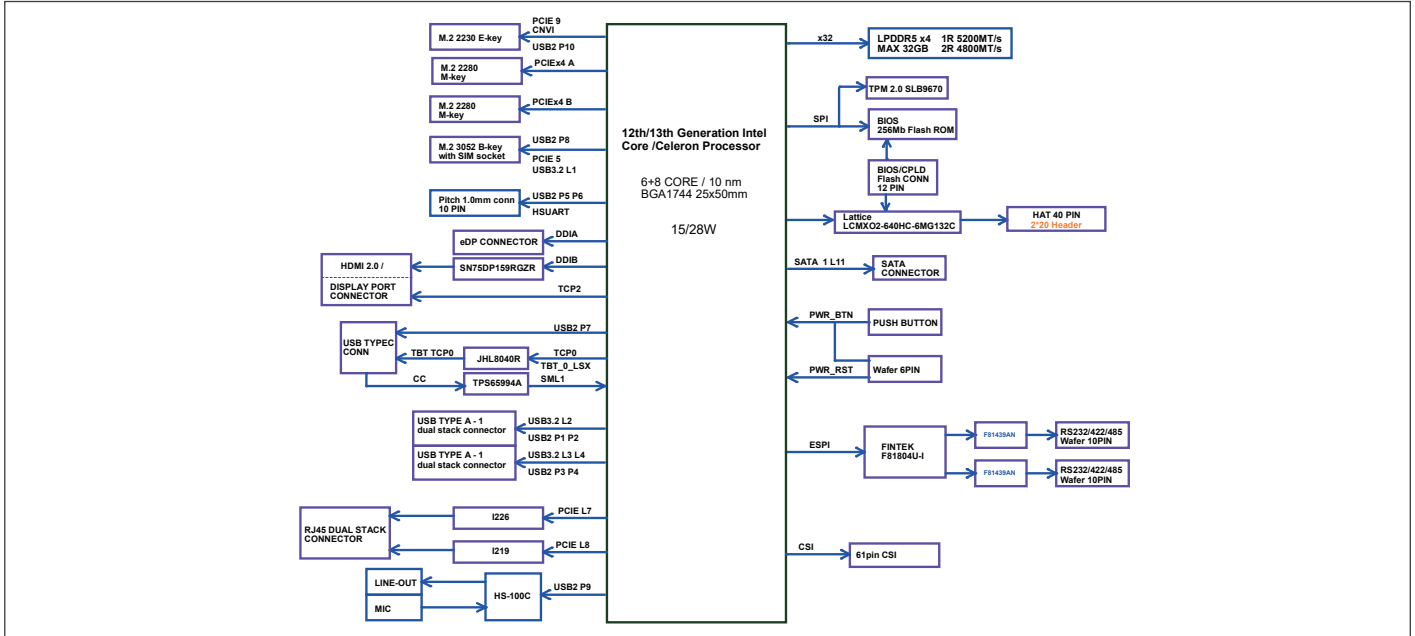 PCIE 9
CNVI
M.2 2230 E-key
USB2 P10
M.2 2280
M-key
PCIEx4 A
M.2 2280
M-key
PCIEx4 B
M.2 3052 B-key
with SIM socket
USB2 P8
PCIE 5
USB3.2 L1
Pitch 1.0mm conn
10 PIN
USB2 P5 P6
HSUART
eDP CONNECTOR
DDIA
HDMI 2.0 /
DISPLAY PORT
CONNECTOR
SN75DP159RGZR
DDIB
TCP2
USB TYPEC
CONN
USB2 P7
TBT TCP0
JHL8040R
TCP0
TBT_0_LSX
CC
TPS65994A
SML1
USB TYPE A - 1
dual stack connector
USB3.2 L2
USB2 P1 P2
USB TYPE A - 1
dual stack connector
USB3.2 L3 L4
USB2 P3 P4
RJ45 DUAL STACK
CONNECTOR
I226
PCIE L7
I219
PCIE L8
LINE-OUT
MIC
HS-100C
USB2 P9
12th/13th Generation Intel
Core /Celeron Processor
6+8 CORE / 10 nm
BGA1744 25x50mm
15/28W
x32
LPDDR5 x4 1R 5200MT/s
MAX 32GB 2R 4800MT/s
TPM 2.0 SLB9670
SPI
BIOS
256Mb Flash ROM
BIOS/CPLD
Flash CONN
12 PIN
Lattice
LCMXO2-640HC-6MG132C
HAT 40 PIN
2*20 Header
SATA 1 L11
SATA
CONNECTOR
PWR_BTN
PUSH BUTTON
PWR_RST
Wafer 6PIN
ESPI
FINTEK
F81804U-I
F81439AN
RS232/422/485
Wafer 10PIN
F81439AN
RS232/422/485
Wafer 10PIN
CSI
61pin CSI